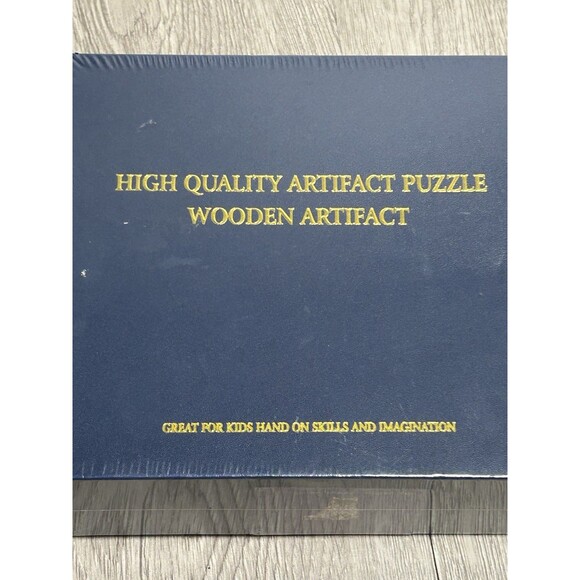 HIGH QUALITY ARTIFACT PUZZLE
WOODEN ARTIFACT
GREAT FOR KIDS HAND ON SKILLS AND IMAGINATION